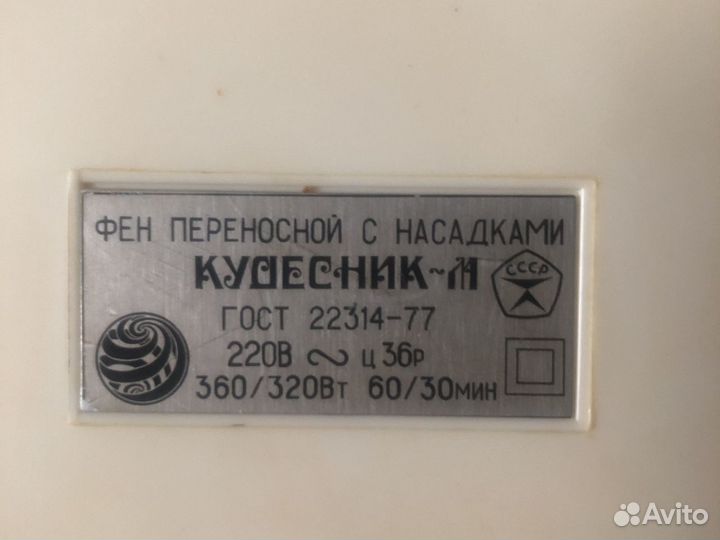 ФЕН ПЕРЕНОСНОЙ С НАСАДКАМИ
КУДЕСНИК-М
СССР
ГОСТ 22314-77
220В ~ Ц 36р
360/320Вт 60/30мин
Avito